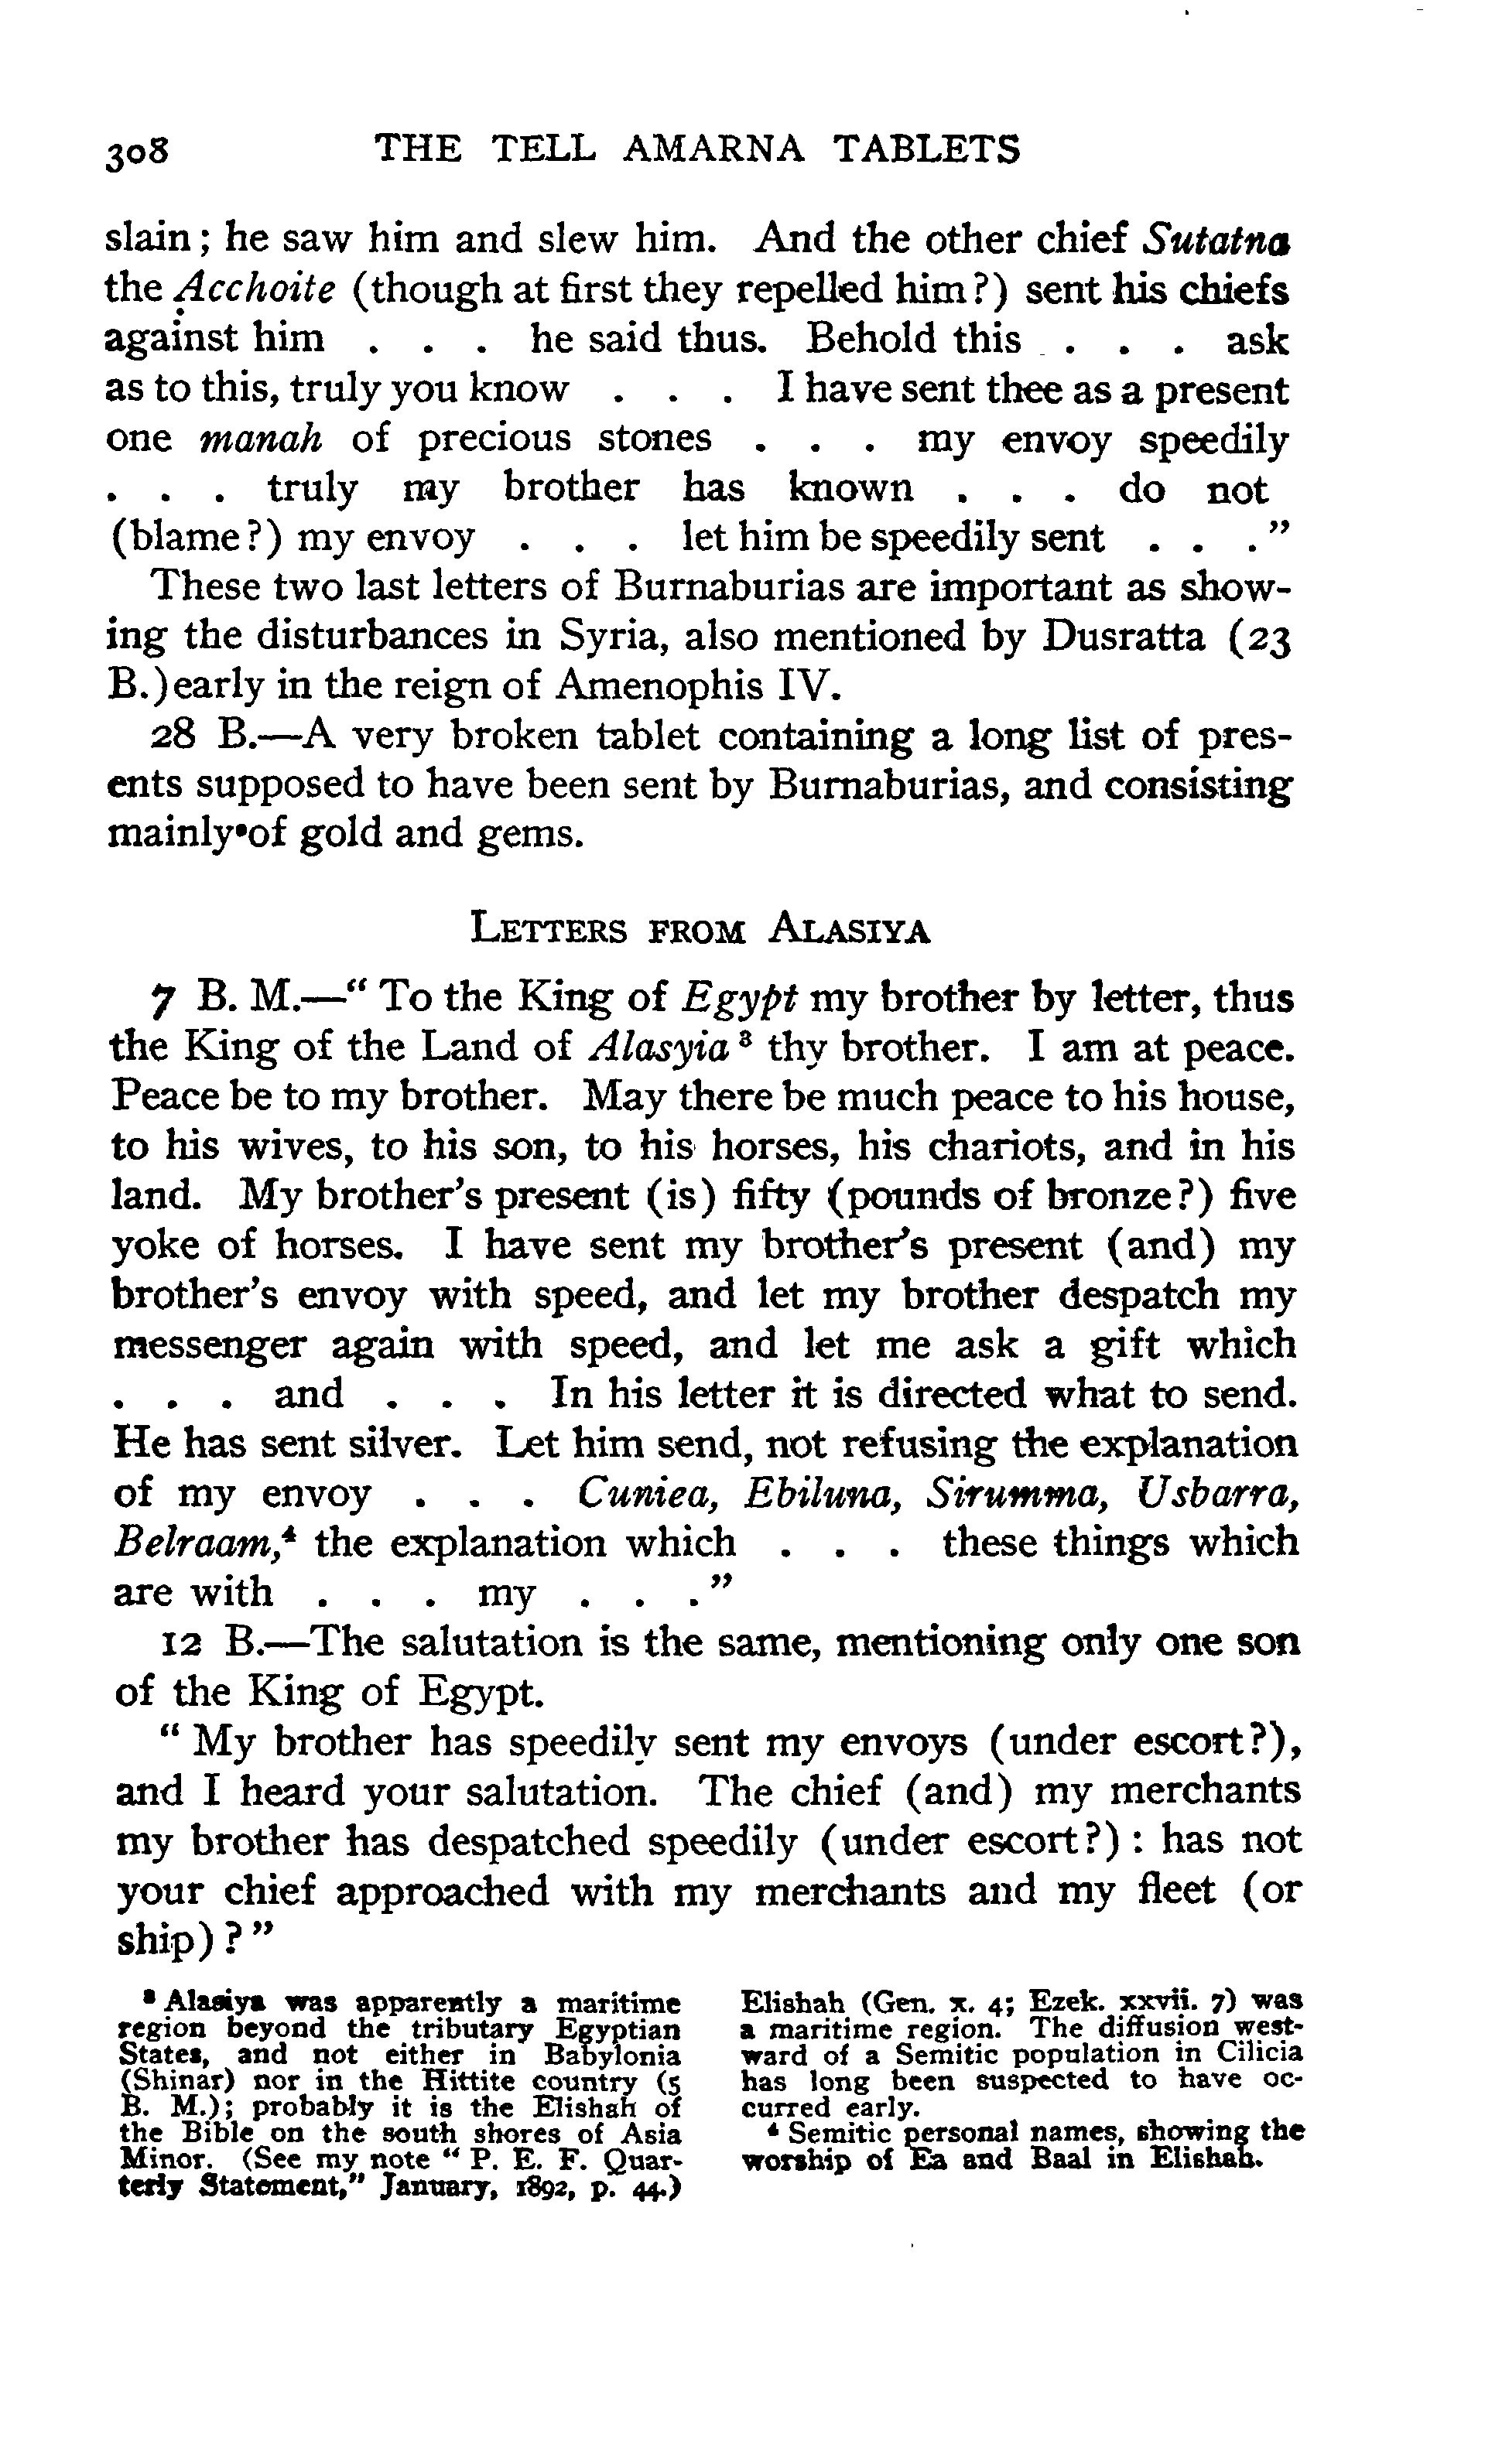 308 THE TELL AMARNA TABLETS
slain; he saw him and slew him. And the other chief Sutatna
the Acchoite (though at first they repelled him?) sent his chiefs
against him . . . he said thus. Behold this . . . ask
as to this, truly you know . . . I have sent thee as a present
one manah of precious stones . . . my envoy speedily
. . . truly my brother has known . . . do not
(blame?) my envoy . . . let him be speedily sent . . ."
These two last letters of Burnaburias are important as show-
ing the disturbances in Syria, also mentioned by Dusratta (23
B.) early in the reign of Amenophis IV.
28 B.—A very broken tablet containing a long list of pres-
ents supposed to have been sent by Burnaburias, and consisting
mainly of gold and gems.
LETTERS FROM ALASIYA
7 B. M.—" To the King of Egypt my brother by letter, thus
the King of the Land of Alasyia ³ thy brother. I am at peace.
Peace be to my brother. May there be much peace to his house,
to his wives, to his son, to his horses, his chariots, and in his
land. My brother's present (is) fifty (pounds of bronze?) five
yoke of horses. I have sent my brother's present (and) my
brother's envoy with speed, and let my brother despatch my
messenger again with speed, and let me ask a gift which
. . . and . . . In his letter it is directed what to send.
He has sent silver. Let him send, not refusing the explanation
of my envoy . . . Cuniea, Ebiluna, Sirumma, Usbarra,
Belraam,⁴ the explanation which . . . these things which
are with . . . my . . ."
12 B.—The salutation is the same, mentioning only one son
of the King of Egypt.
" My brother has speedily sent my envoys (under escort?),
and I heard your salutation. The chief (and) my merchants
my brother has despatched speedily (under escort?) : has not
your chief approached with my merchants and my fleet (or
ship) ? "
³ Alasiya was apparently a maritime
region beyond the tributary Egyptian
States, and not either in Babylonia
(Shinar) nor in the Hittite country (5
B. M.); probably it is the Elishah of
the Bible on the south shores of Asia
Minor. (See my note " P. E. F. Quar-
terly Statement," January, 1892, p. 44.)
Elishah (Gen. x. 4; Ezek. xxvii. 7) was
a maritime region. The diffusion west-
ward of a Semitic population in Cilicia
has long been suspected to have oc-
curred early.
⁴ Semitic personal names, showing the
worship of Ea and Baal in Elishah.